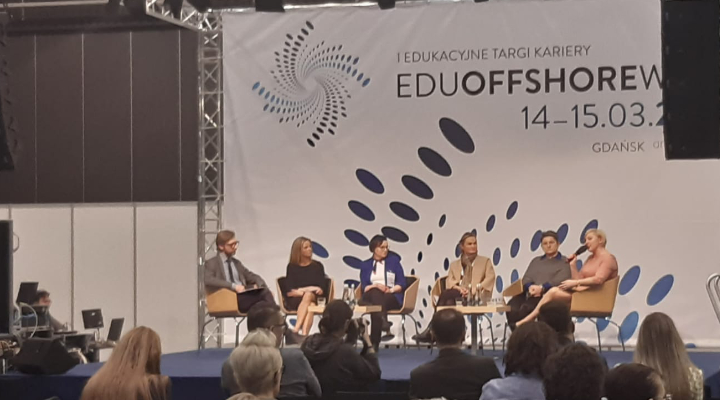 I EDUKACYJNE TARGI KARIERY
EDUOFFSHOREW
14–15.03.2
GDAŃSK